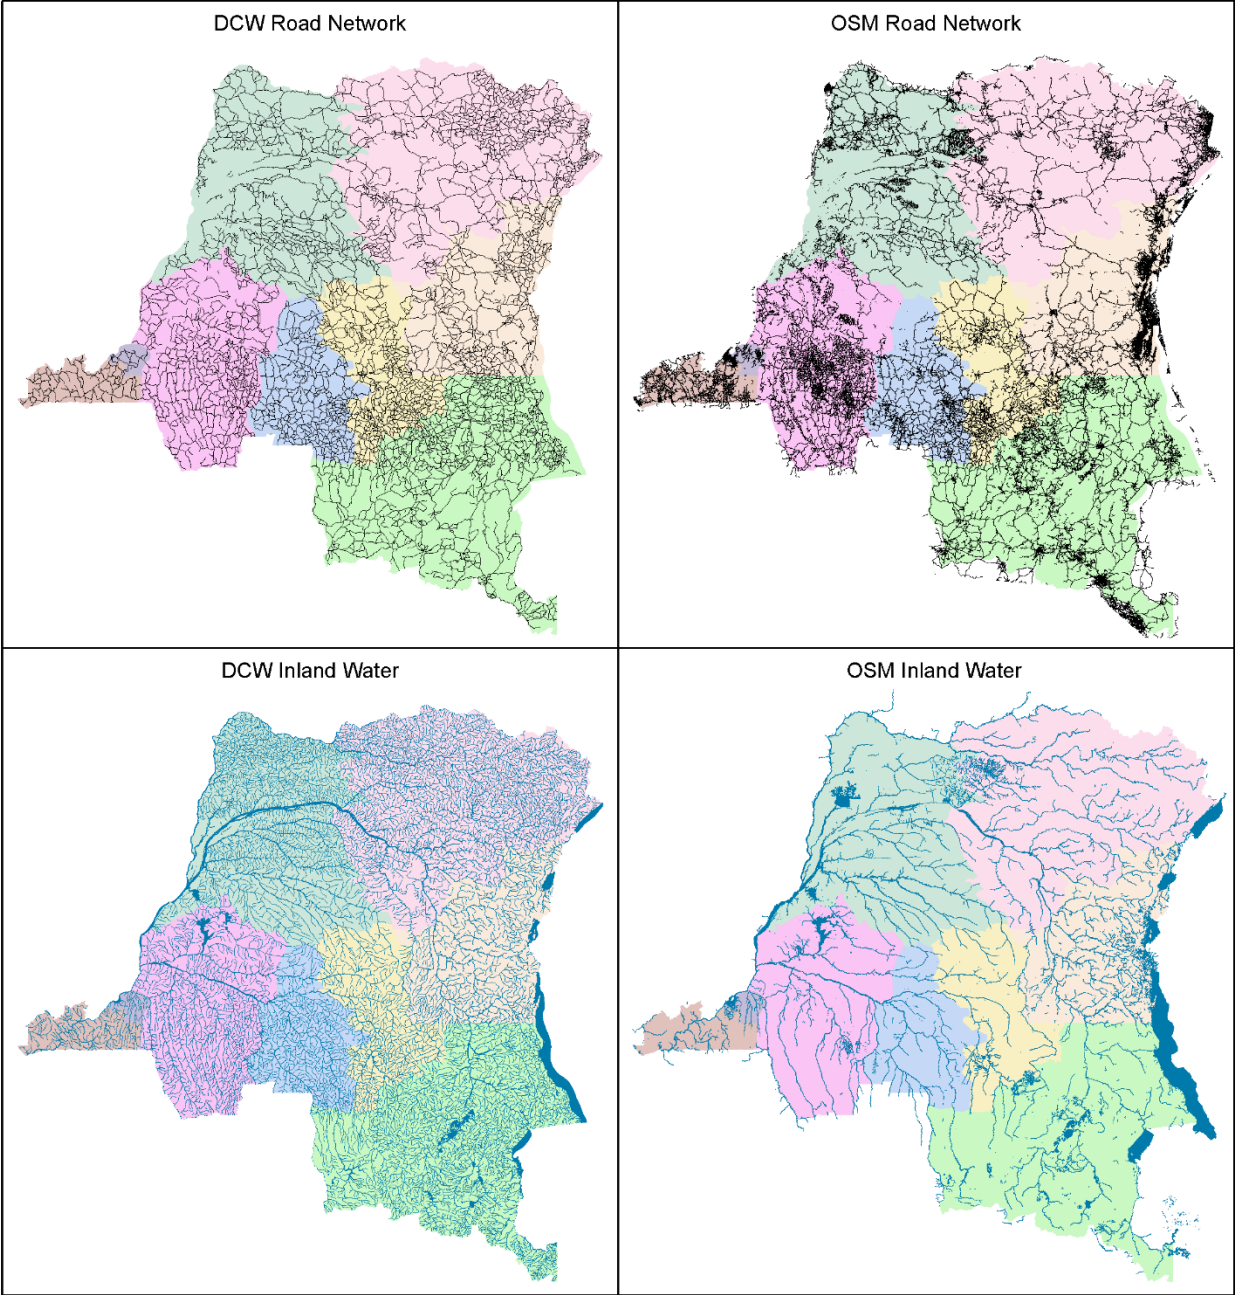 DCW Road Network
OSM Road Network
DCW Inland Water
OSM Inland Water